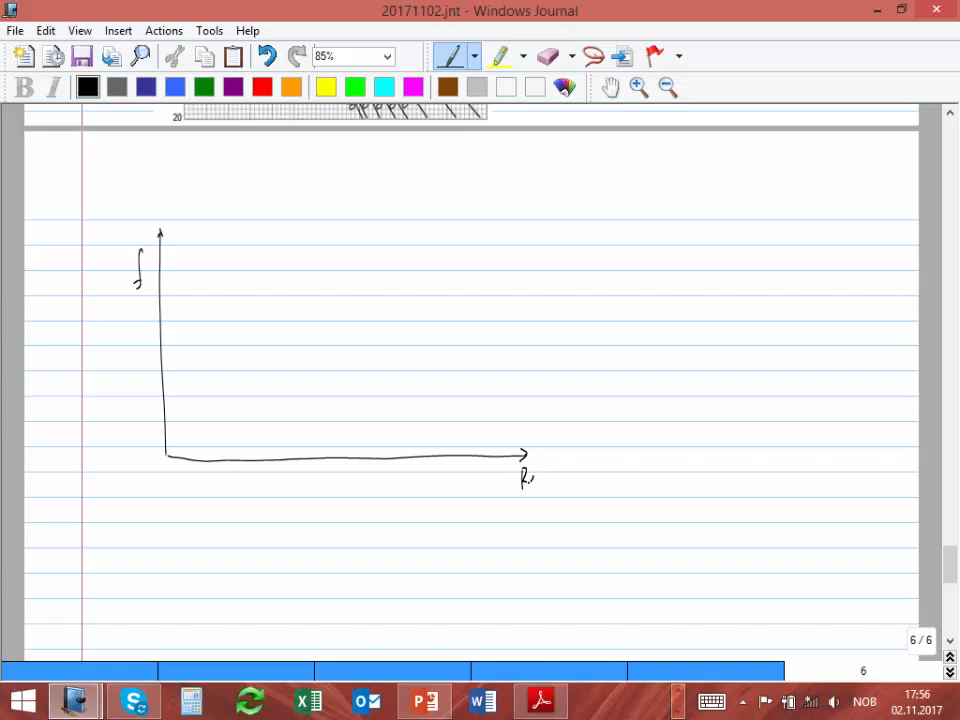 20171102.jnt - Windows Journal
File Edit View Insert Actions Tools Help
85%
B I
20
f
R
6 / 6
6
NOB
17:56
02.11.2017